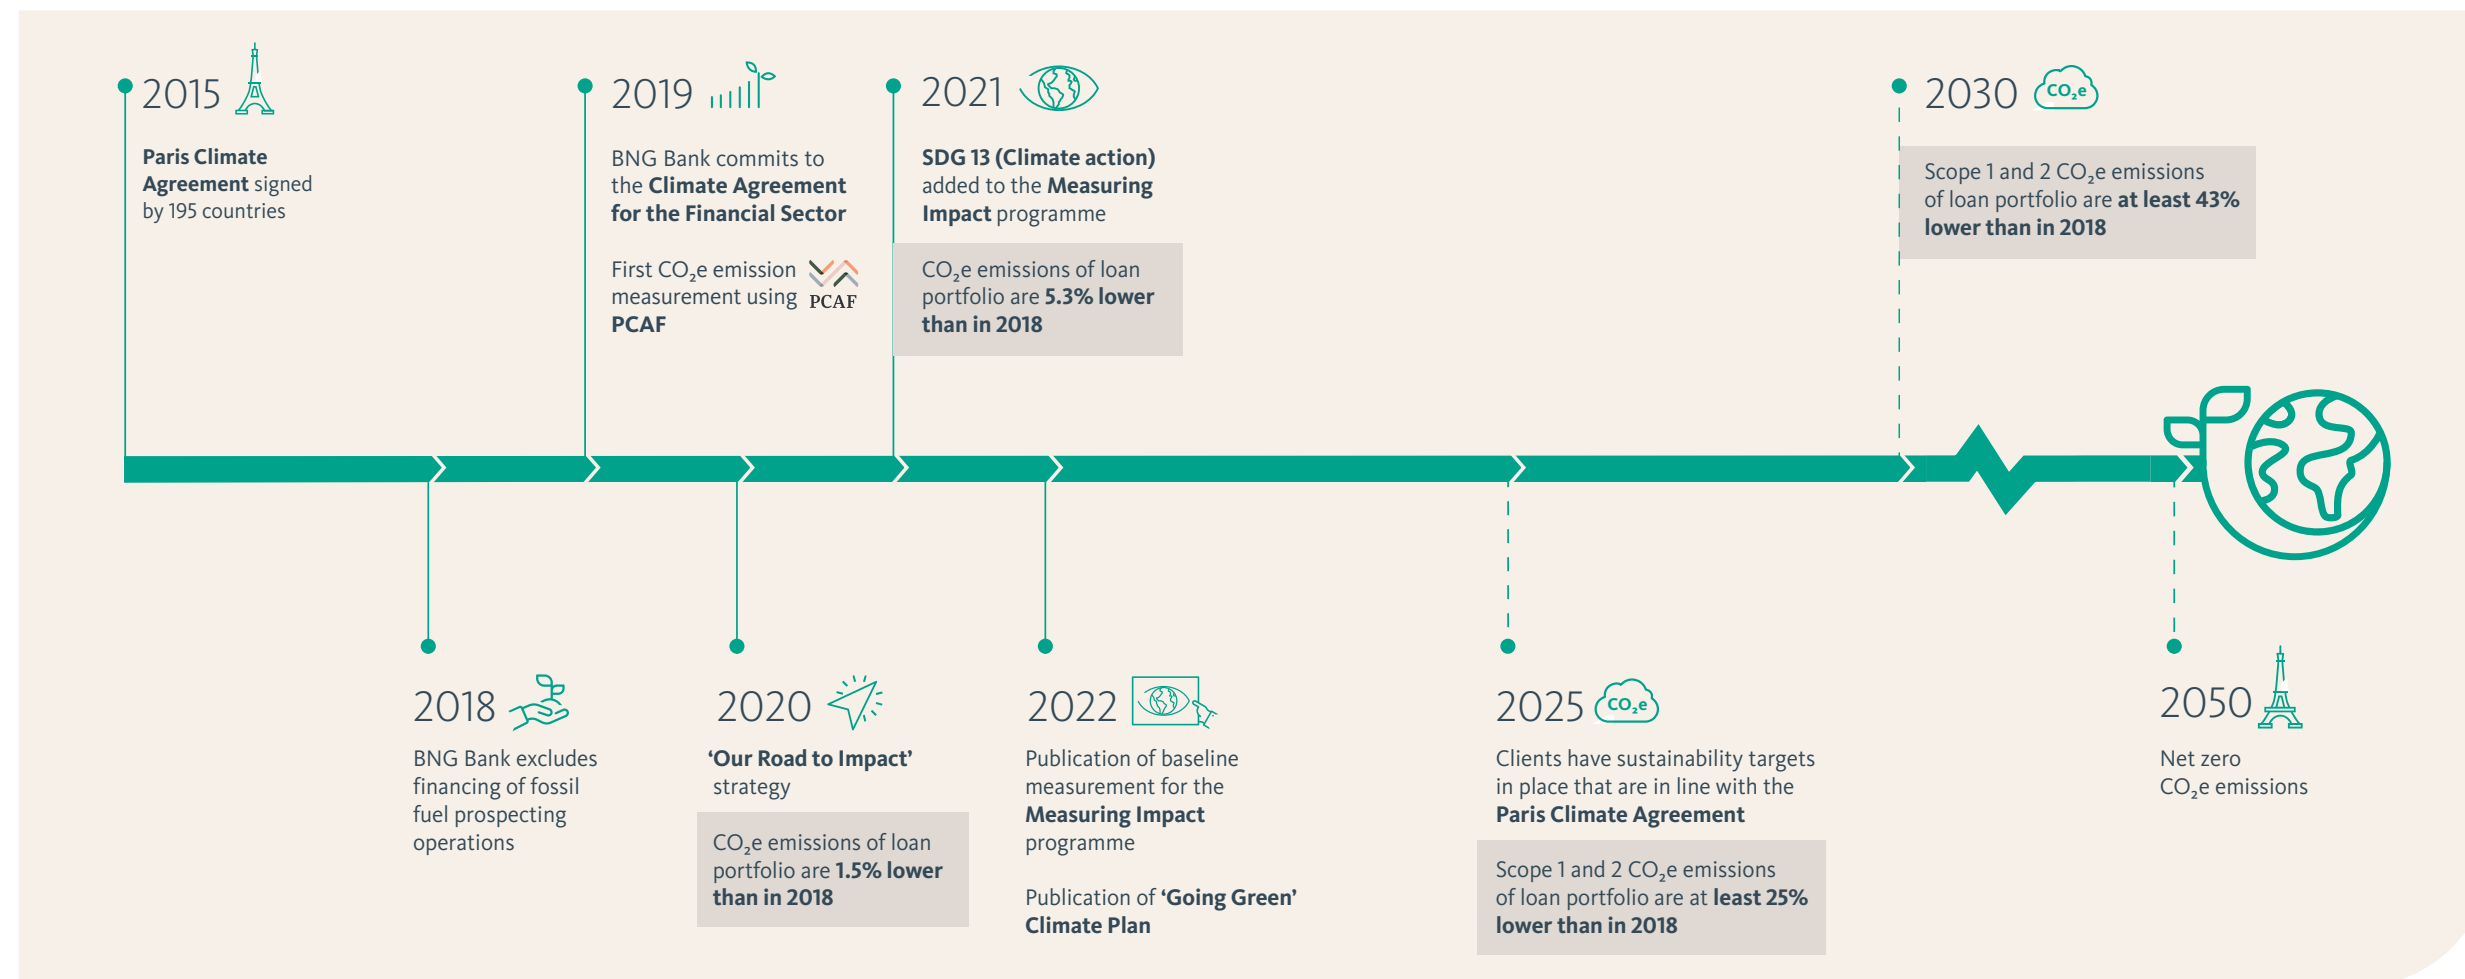 2015
Paris Climate
Agreement signed
by 195 countries
2019
BNG Bank commits to
the Climate Agreement
for the Financial Sector
First CO₂e emission
measurement using
PCAF
PCAF
2021
SDG 13 (Climate action)
added to the Measuring
Impact programme
CO₂e emissions of loan
portfolio are 5.3% lower
than in 2018
2030
CO₂e
Scope 1 and 2 CO₂e emissions
of loan portfolio are at least 43%
lower than in 2018
2018
BNG Bank excludes
financing of fossil
fuel prospecting
operations
2020
‘Our Road to Impact’
strategy
CO₂e emissions of loan
portfolio are 1.5% lower
than in 2018
2022
Publication of baseline
measurement for the
Measuring Impact
programme
Publication of ‘Going Green’
Climate Plan
2025
CO₂e
Clients have sustainability targets
in place that are in line with the
Paris Climate Agreement
Scope 1 and 2 CO₂e emissions
of loan portfolio are at least 25%
lower than in 2018
2050
Net zero
CO₂e emissions